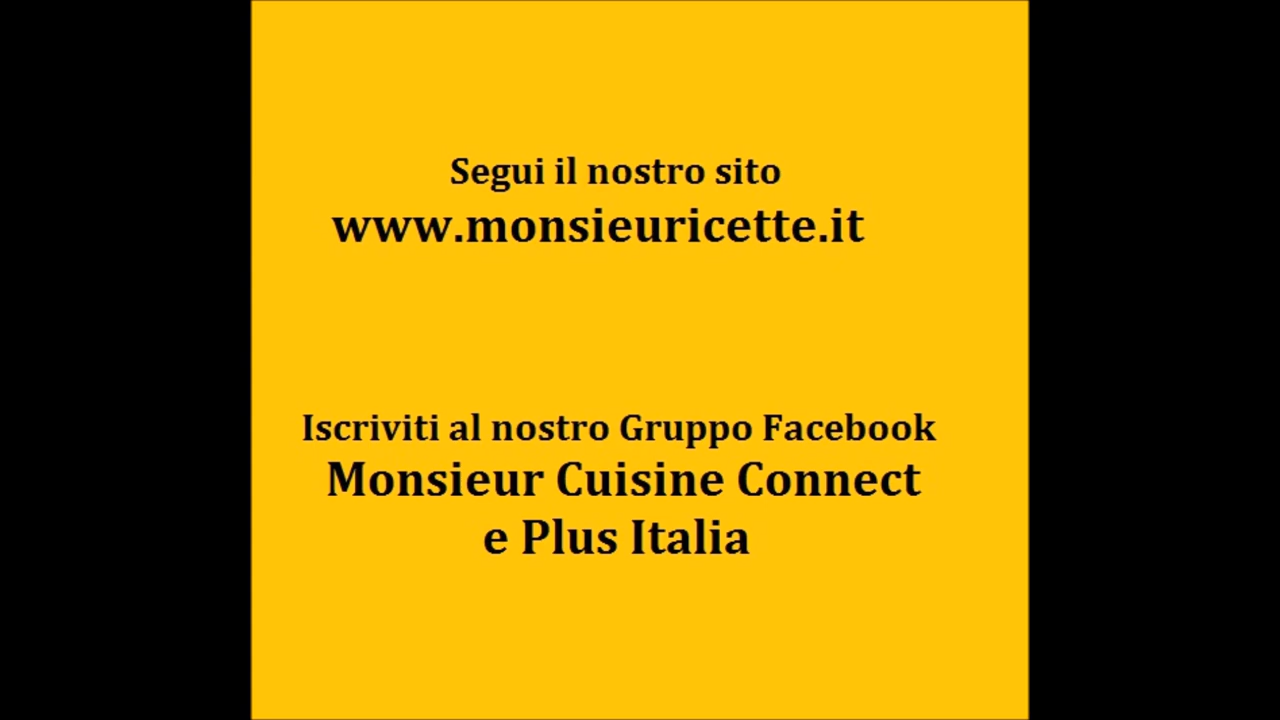 Segui il nostro sito
www.monsieuricette.it
Iscriviti al nostro Gruppo Facebook
Monsieur Cuisine Connect
e Plus Italia